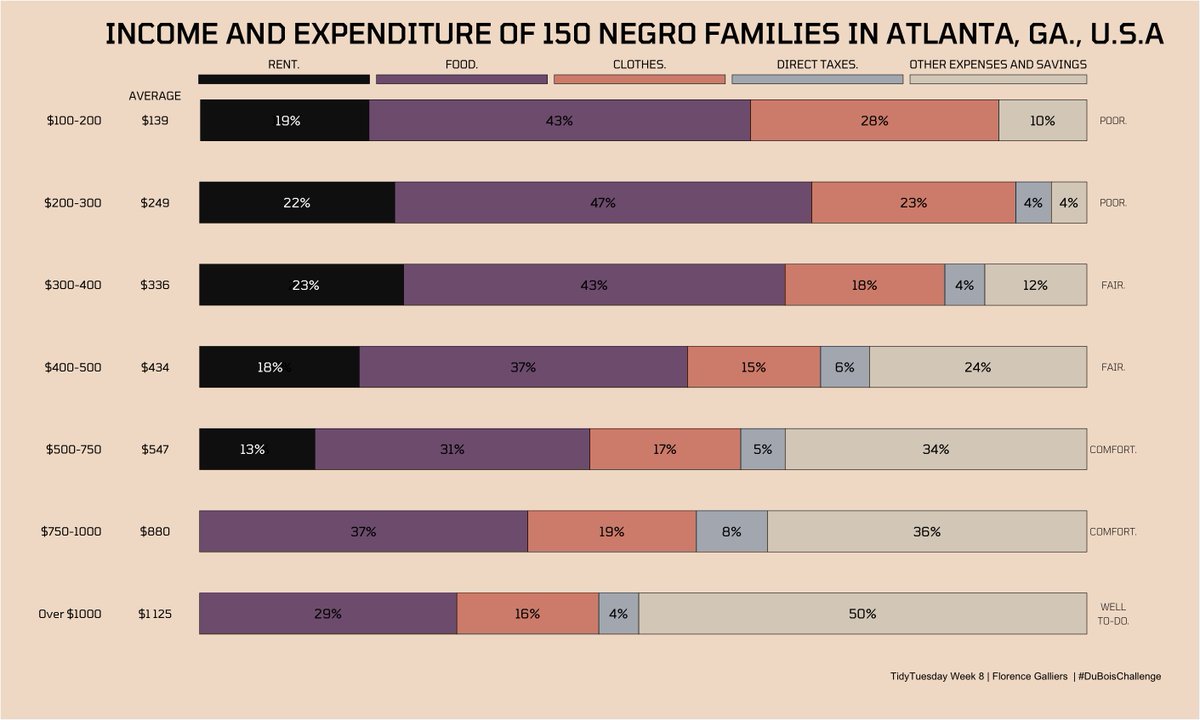 INCOME AND EXPENDITURE OF 150 NEGRO FAMILIES IN ATLANTA, GA., U.S.A
RENT. FOOD. CLOTHES. DIRECT TAXES. OTHER EXPENSES AND SAVINGS
AVERAGE
$100-200 $139 19% 43% 28% 10% POOR.
$200-300 $249 22% 47% 23% 4% 4% POOR.
$300-400 $336 23% 43% 18% 4% 12% FAIR.
$400-500 $434 18% 37% 15% 6% 24% FAIR.
$500-750 $547 13% 31% 17% 5% 34% COMFORT.
$750-1000 $880 37% 19% 8% 36% COMFORT.
Over $1000 $1125 29% 16% 4% 50% WELL
TO-DO.
TidyTuesday Week 8 | Florence Galliers | #DuBoisChallenge